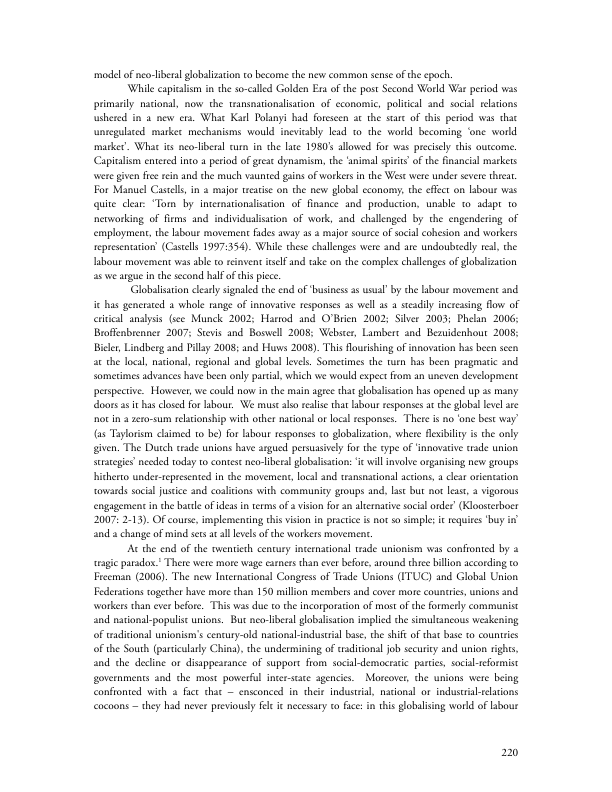 model of neo-liberal globalization to become the new common sense of the epoch.
While capitalism in the so-called Golden Era of the post Second World War period was
primarily national, now the transnationalisation of economic, political and social relations
ushered in a new era. What Karl Polanyi had foreseen at the start of this period was that
unregulated market mechanisms would inevitably lead to the world becoming ‘one world
market’. What its neo-liberal turn in the late 1980’s allowed for was precisely this outcome.
Capitalism entered into a period of great dynamism, the ‘animal spirits’ of the financial markets
were given free rein and the much vaunted gains of workers in the West were under severe threat.
For Manuel Castells, in a major treatise on the new global economy, the effect on labour was
quite clear: ‘Torn by internationalisation of finance and production, unable to adapt to
networking of firms and individualisation of work, and challenged by the engendering of
employment, the labour movement fades away as a major source of social cohesion and workers
representation’ (Castells 1997:354). While these challenges were and are undoubtedly real, the
labour movement was able to reinvent itself and take on the complex challenges of globalization
as we argue in the second half of this piece.
Globalisation clearly signaled the end of ‘business as usual’ by the labour movement and
it has generated a whole range of innovative responses as well as a steadily increasing flow of
critical analysis (see Munck 2002; Harrod and O’Brien 2002; Silver 2003; Phelan 2006;
Broffenbrenner 2007; Stevis and Boswell 2008; Webster, Lambert and Bezuidenhout 2008;
Bieler, Lindberg and Pillay 2008; and Huws 2008). This flourishing of innovation has been seen
at the local, national, regional and global levels. Sometimes the turn has been pragmatic and
sometimes advances have been only partial, which we would expect from an uneven development
perspective. However, we could now in the main agree that globalisation has opened up as many
doors as it has closed for labour. We must also realise that labour responses at the global level are
not in a zero-sum relationship with other national or local responses. There is no ‘one best way’
(as Taylorism claimed to be) for labour responses to globalization, where flexibility is the only
given. The Dutch trade unions have argued persuasively for the type of ‘innovative trade union
strategies’ needed today to contest neo-liberal globalisation: ‘it will involve organising new groups
hitherto under-represented in the movement, local and transnational actions, a clear orientation
towards social justice and coalitions with community groups and, last but not least, a vigorous
engagement in the battle of ideas in terms of a vision for an alternative social order’ (Kloosterboer
2007: 2-13). Of course, implementing this vision in practice is not so simple; it requires ‘buy in’
and a change of mind sets at all levels of the workers movement.
At the end of the twentieth century international trade unionism was confronted by a
tragic paradox.¹ There were more wage earners than ever before, around three billion according to
Freeman (2006). The new International Congress of Trade Unions (ITUC) and Global Union
Federations together have more than 150 million members and cover more countries, unions and
workers than ever before. This was due to the incorporation of most of the formerly communist
and national-populist unions. But neo-liberal globalisation implied the simultaneous weakening
of traditional unionism's century-old national-industrial base, the shift of that base to countries
of the South (particularly China), the undermining of traditional job security and union rights,
and the decline or disappearance of support from social-democratic parties, social-reformist
governments and the most powerful inter-state agencies. Moreover, the unions were being
confronted with a fact that – ensconced in their industrial, national or industrial-relations
cocoons – they had never previously felt it necessary to face: in this globalising world of labour
220